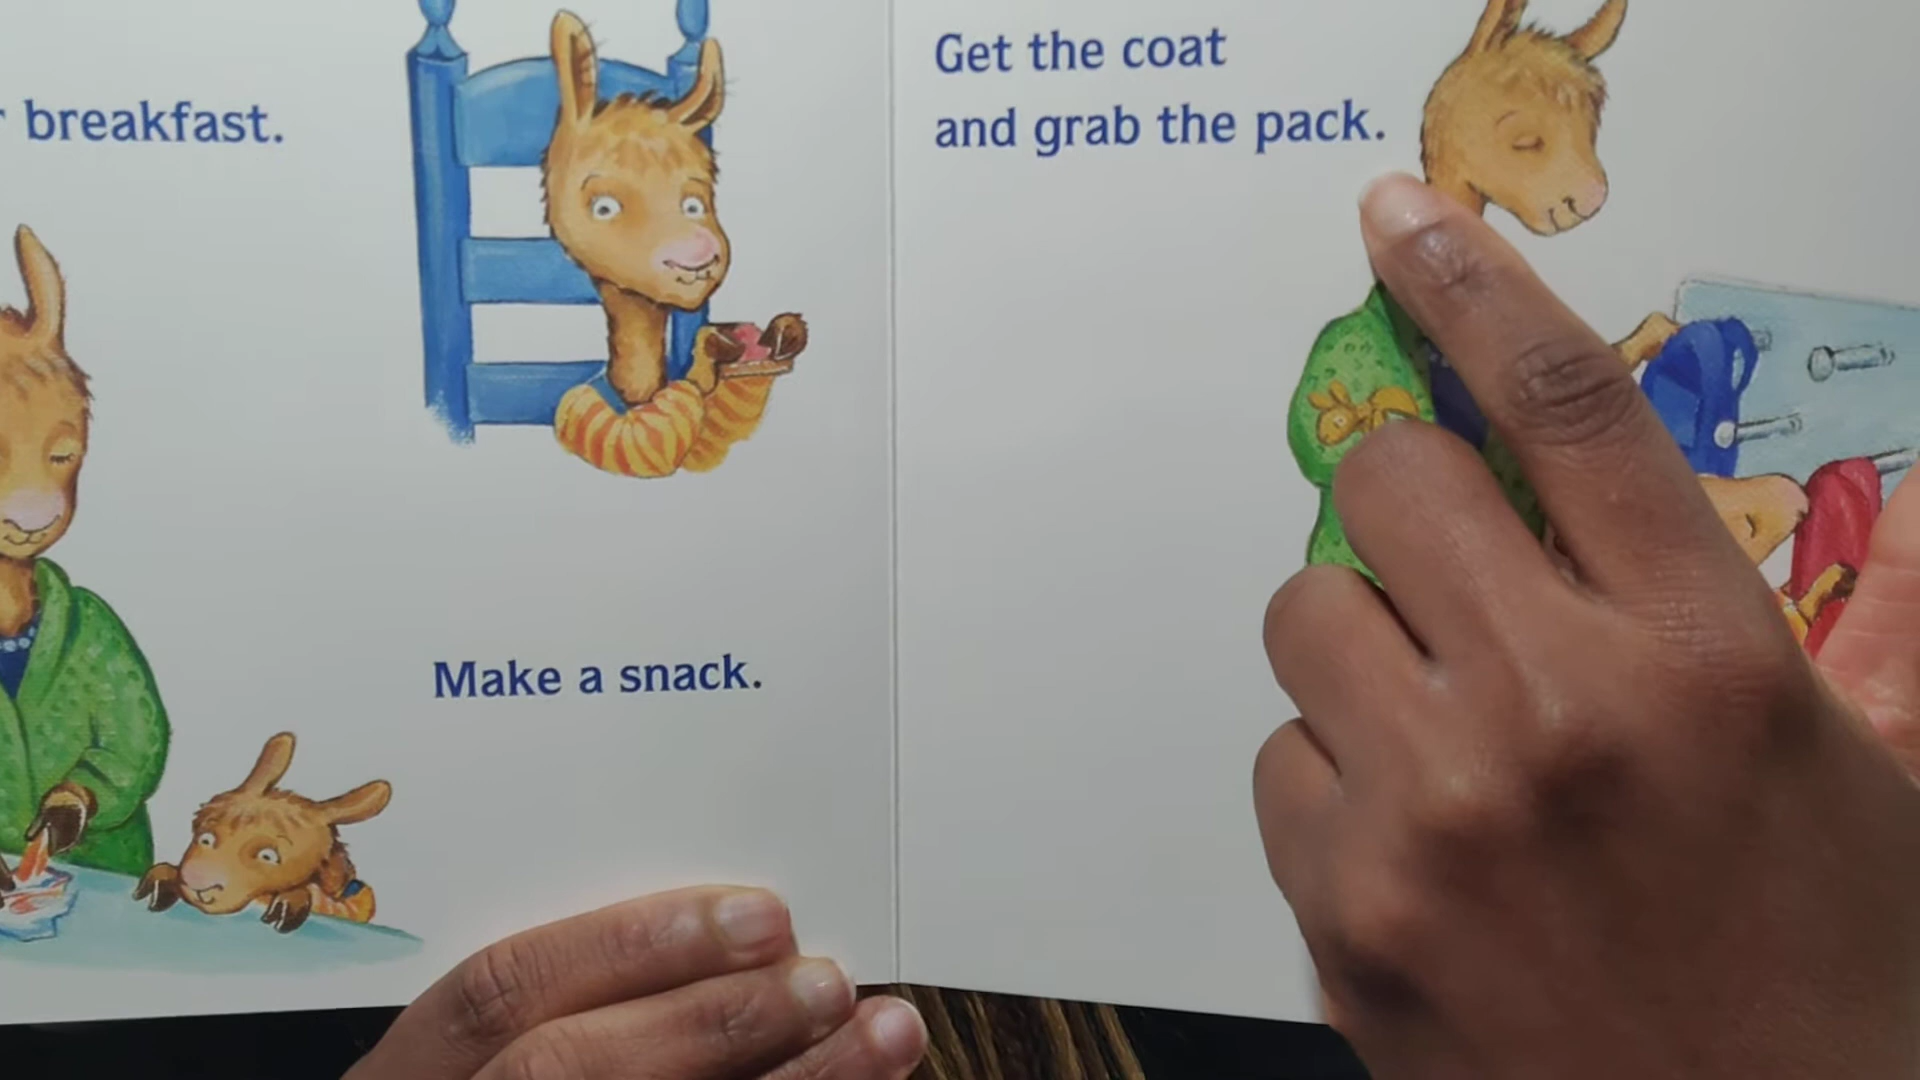 breakfast.
Make a snack.
Get the coat
and grab the pack.